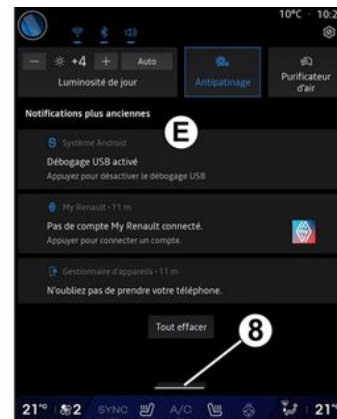 10°C 10:2
− +4 + Auto
Luminosité de jour
Antipatinage
Purificateur
d'air
Notifications plus anciennes
E
Système Android
Débogage USB activé
Appuyez pour désactiver le débogage USB
My Renault · 11 m
Pas de compte My Renault connecté.
Appuyer pour connecter un compte.
Gestionnaire d'appareils · 11 m
N'oubliez pas de prendre votre téléphone.
Tout effacer
8
21°° 2 SYNC A/C 21°